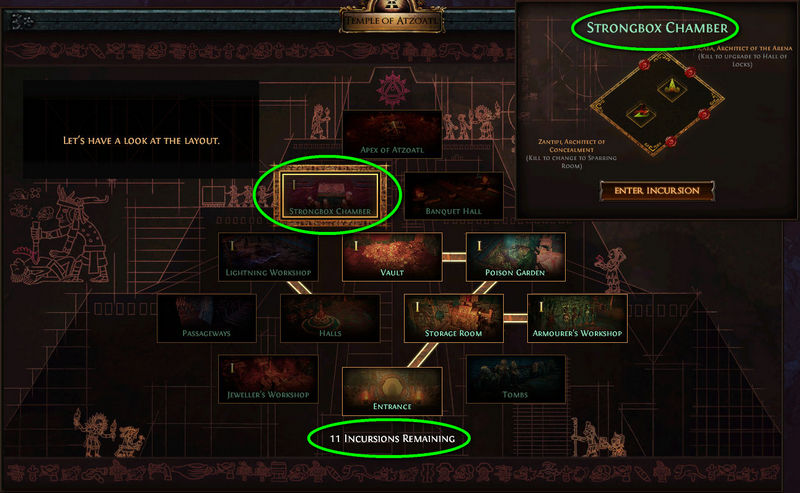 TEMPLE OF ATZOATL
LET'S HAVE A LOOK AT THE LAYOUT.
APEX OF ATZOATL
I
STRONGBOX CHAMBER
BANQUET HALL
I
LIGHTNING WORKSHOP
I
VAULT
I
POISON GARDEN
PASSAGEWAYS
HALLS
I
STORAGE ROOM
I
ARMOURER'S WORKSHOP
I
JEWELLER'S WORKSHOP
ENTRANCE
TOMBS
11 INCURSIONS REMAINING
STRONGBOX CHAMBER
ARCHITECT OF THE ARENA
(KILL TO UPGRADE TO HALL OF
LOCKS)
ZANTIPI, ARCHITECT OF
CONCEALMENT
(KILL TO CHANGE TO SPARRING
ROOM)
ENTER INCURSION